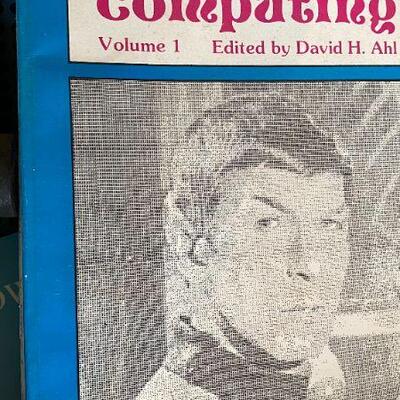 computing
Volume 1 Edited by David H. Ahl